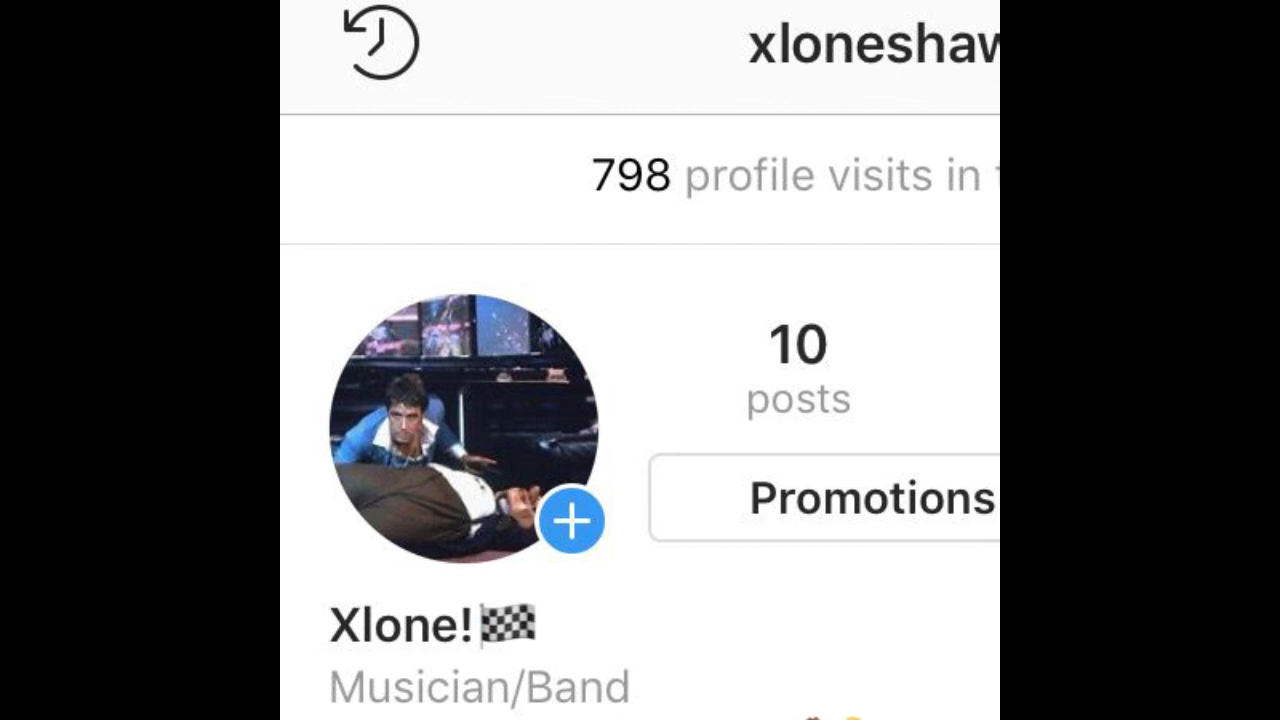 xloneshaw
798 profile visits in
10
posts
Promotions
Xlone!🏁
Musician/Band